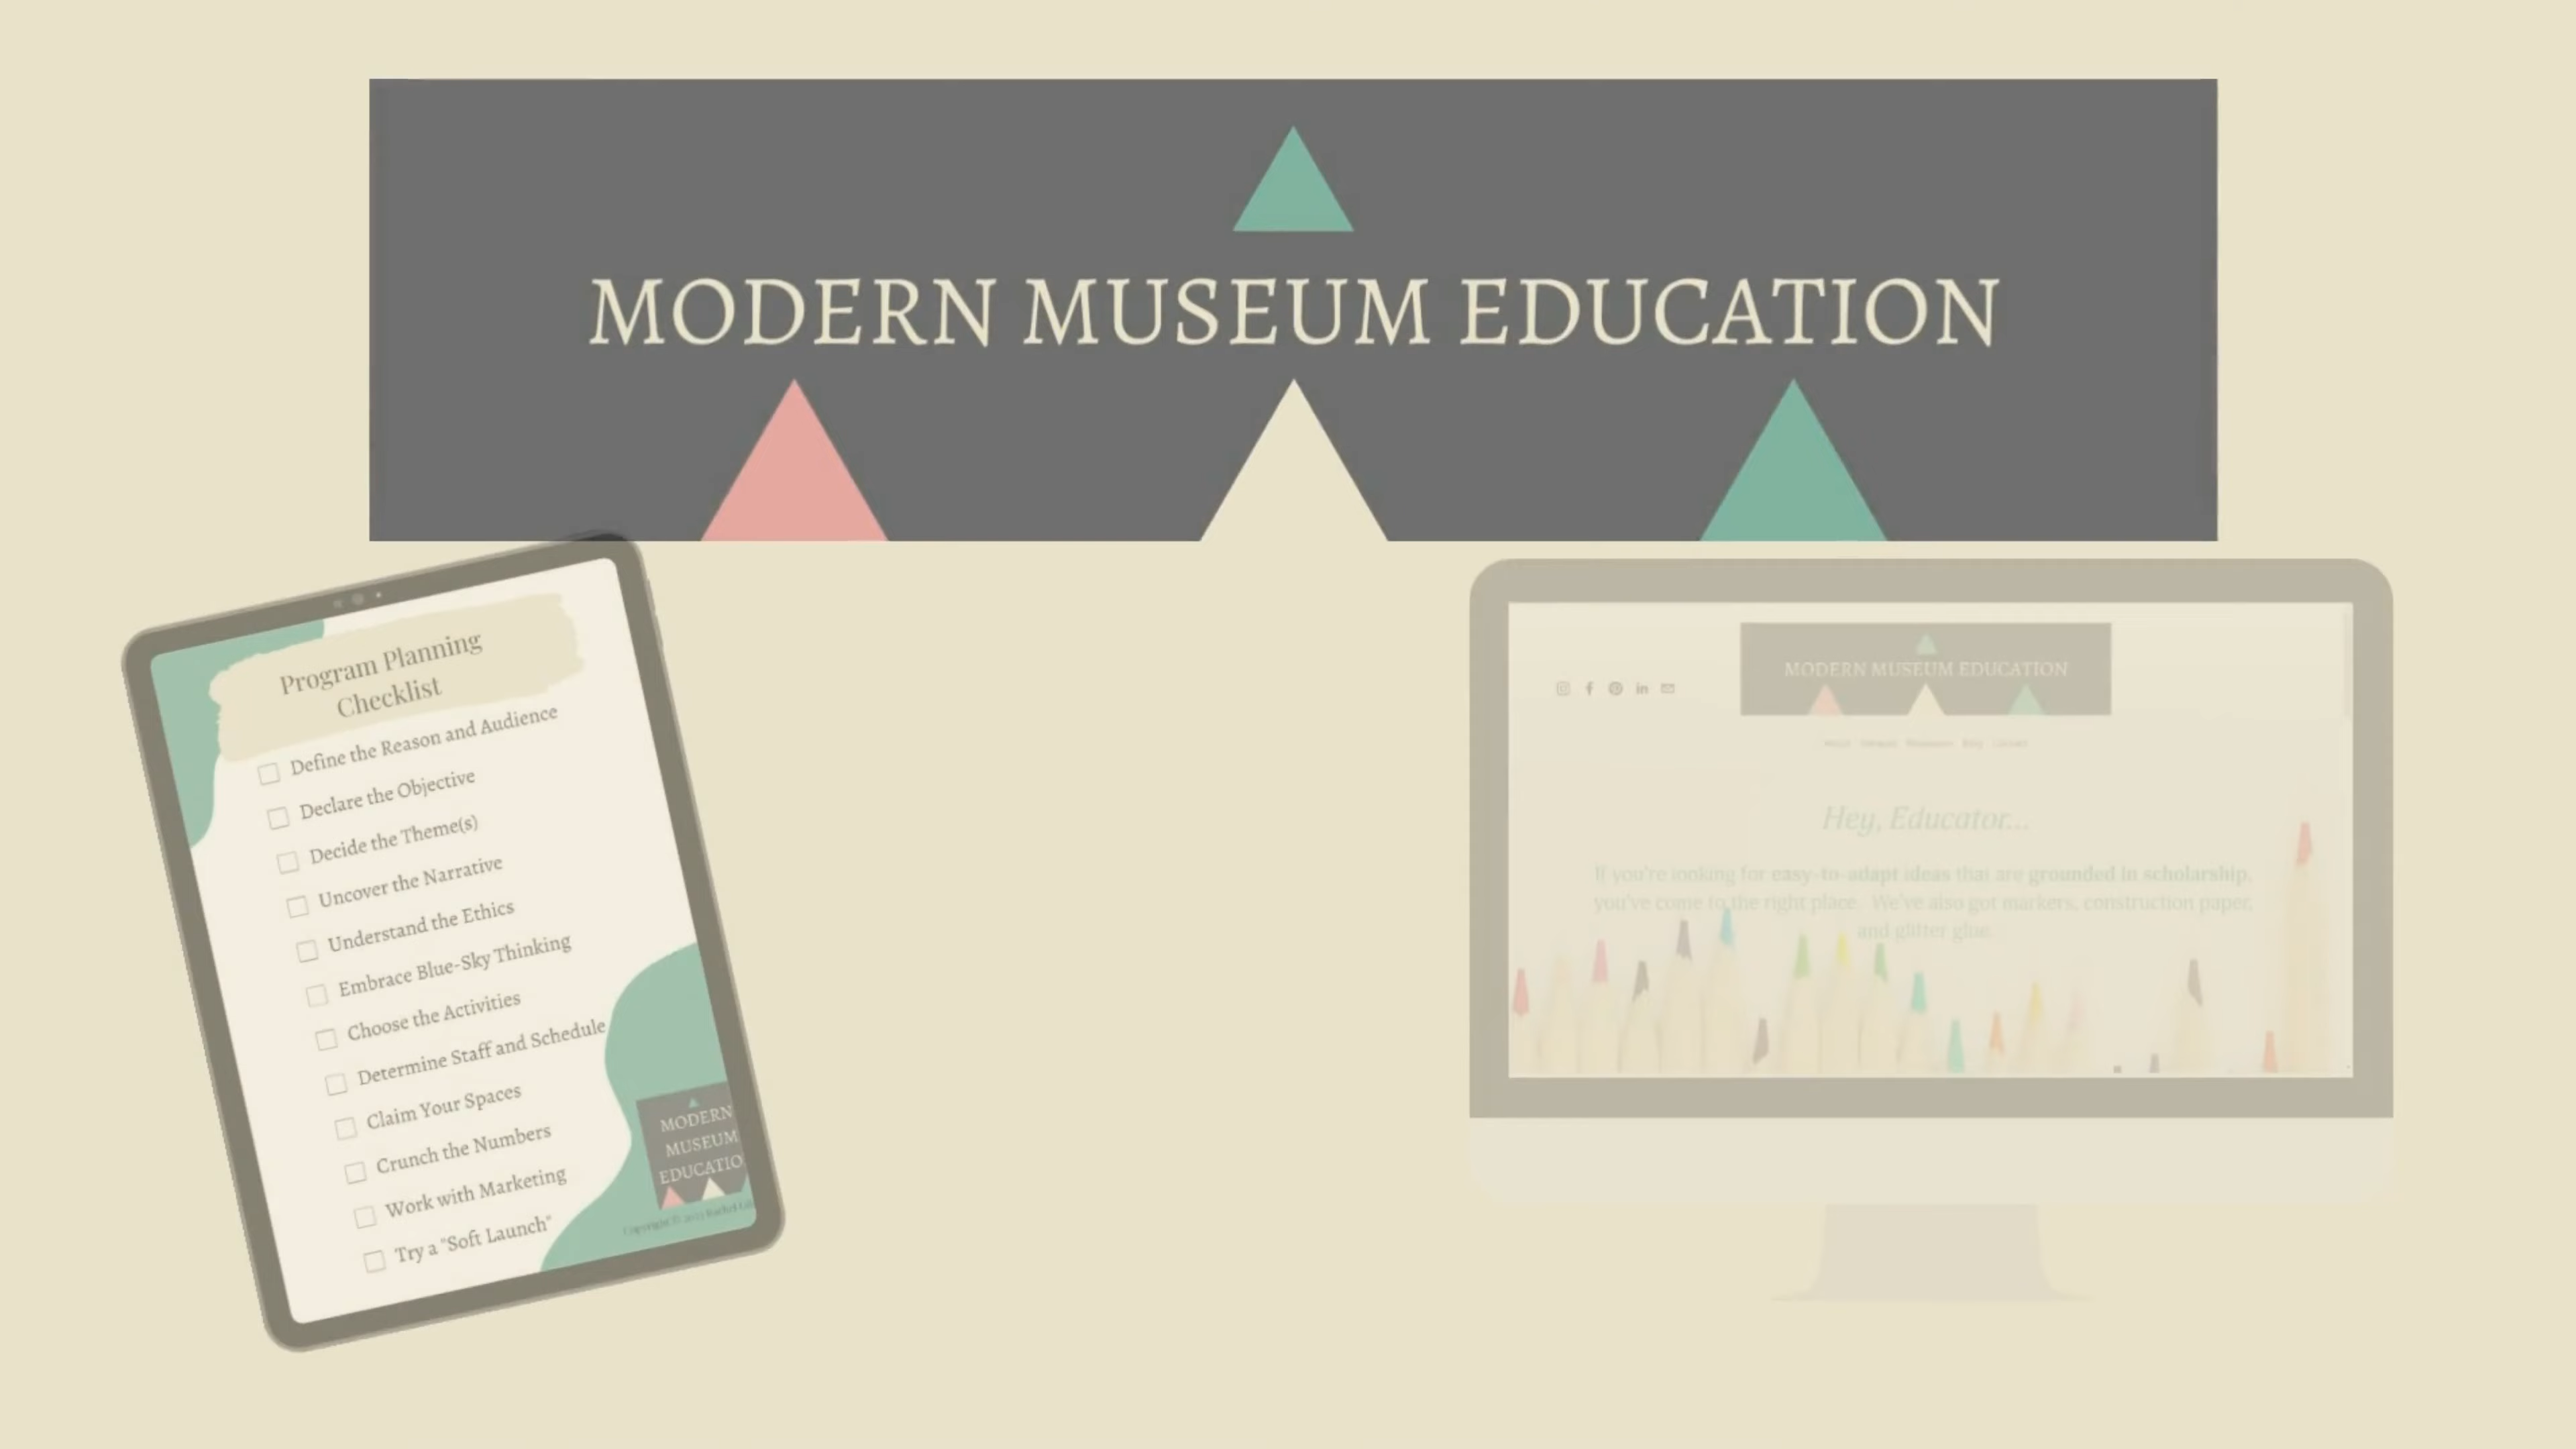 MODERN MUSEUM EDUCATION
Program Planning
Checklist
Define the Reason and Audience
Declare the Objective
Decide the Theme(s)
Uncover the Narrative
Understand the Ethics
Embrace Blue-Sky Thinking
Choose the Activities
Determine Staff and Schedule
Claim Your Spaces
Crunch the Numbers
Work with Marketing
Try a "Soft Launch"
MODERN
MUSEUM
EDUCATIO
Copyright ©
MODERN MUSEUM EDUCATION
Hey, Educator...
If you're looking for easy-to-adapt ideas that are grounded in scholarship,
you've come to the right place. We've also got markers, construction paper,
and glitter glue.